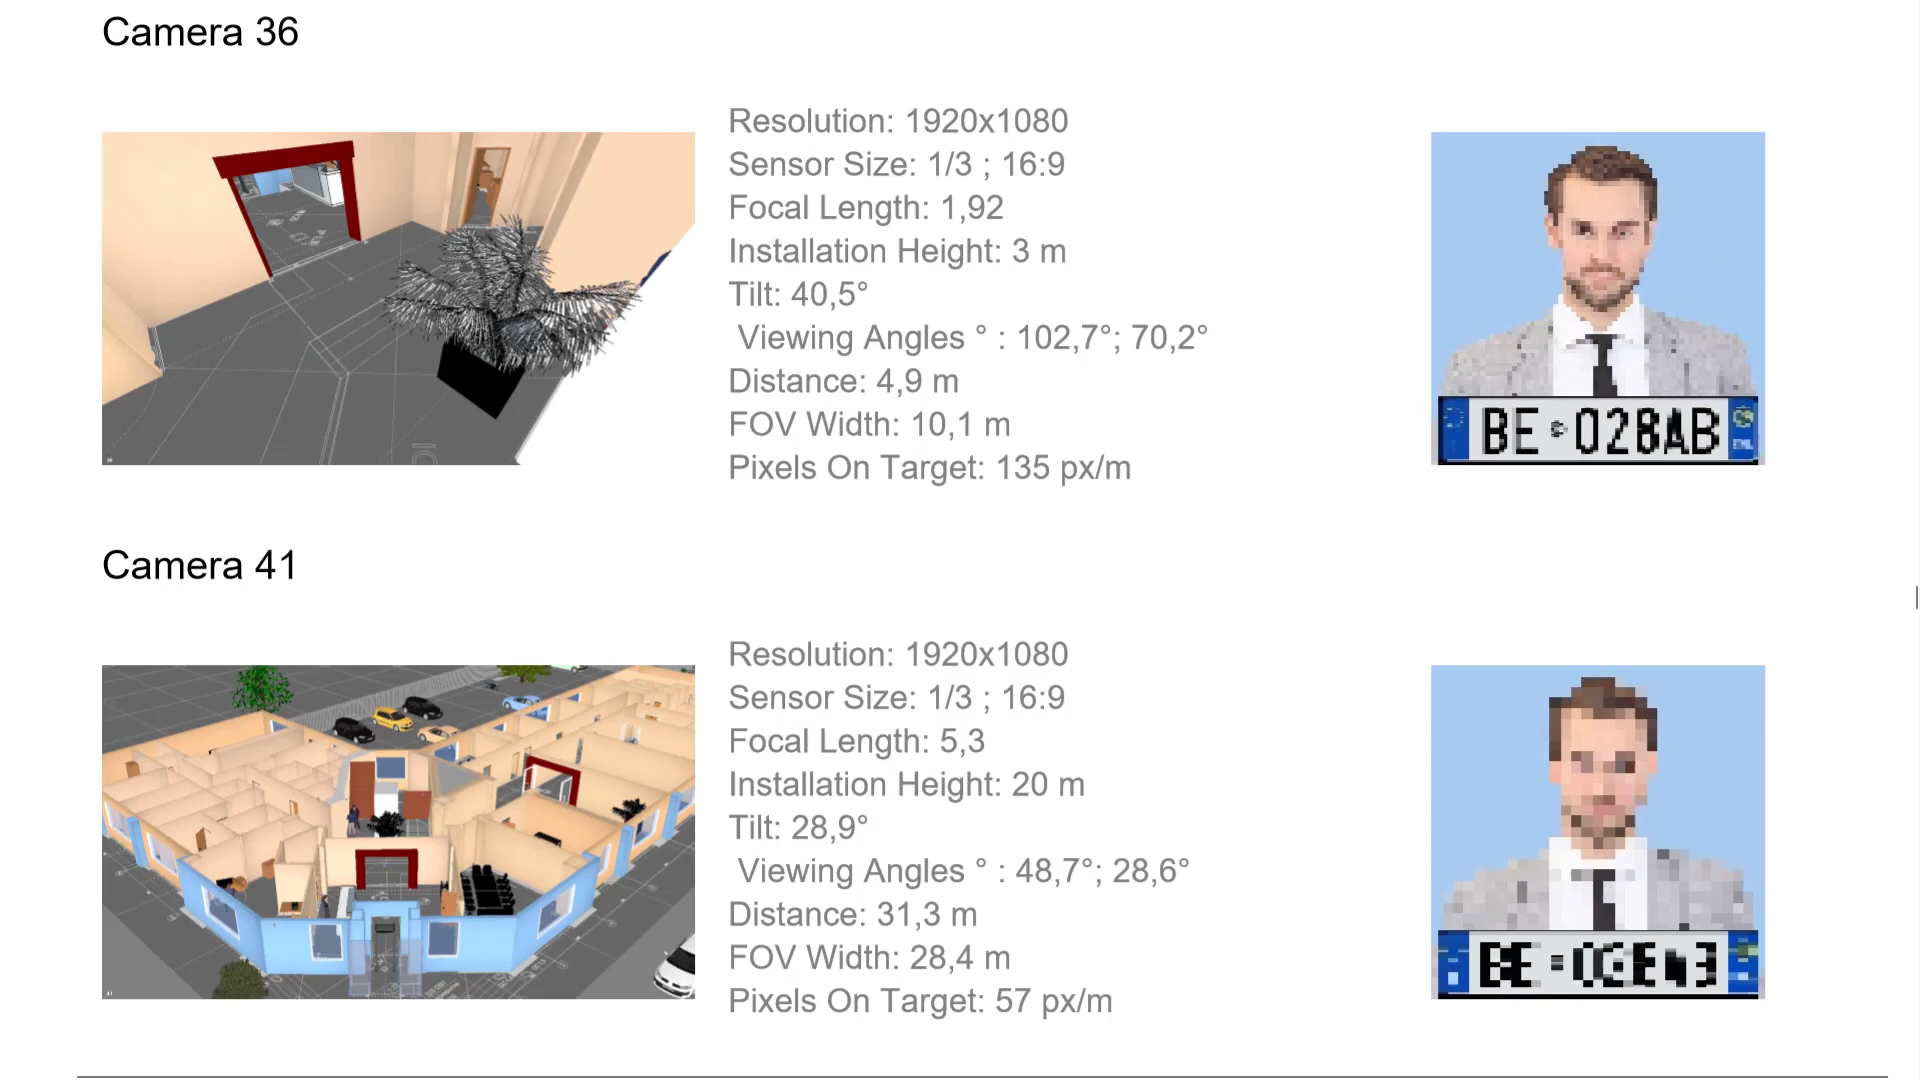 Camera 36
Resolution: 1920x1080
Sensor Size: 1/3 ; 16:9
Focal Length: 1,92
Installation Height: 3 m
Tilt: 40,5°
Viewing Angles ° : 102,7°; 70,2°
Distance: 4,9 m
FOV Width: 10,1 m
Pixels On Target: 135 px/m
BE 028AB
Camera 41
Resolution: 1920x1080
Sensor Size: 1/3 ; 16:9
Focal Length: 5,3
Installation Height: 20 m
Tilt: 28,9°
Viewing Angles ° : 48,7°; 28,6°
Distance: 31,3 m
FOV Width: 28,4 m
Pixels On Target: 57 px/m
BE